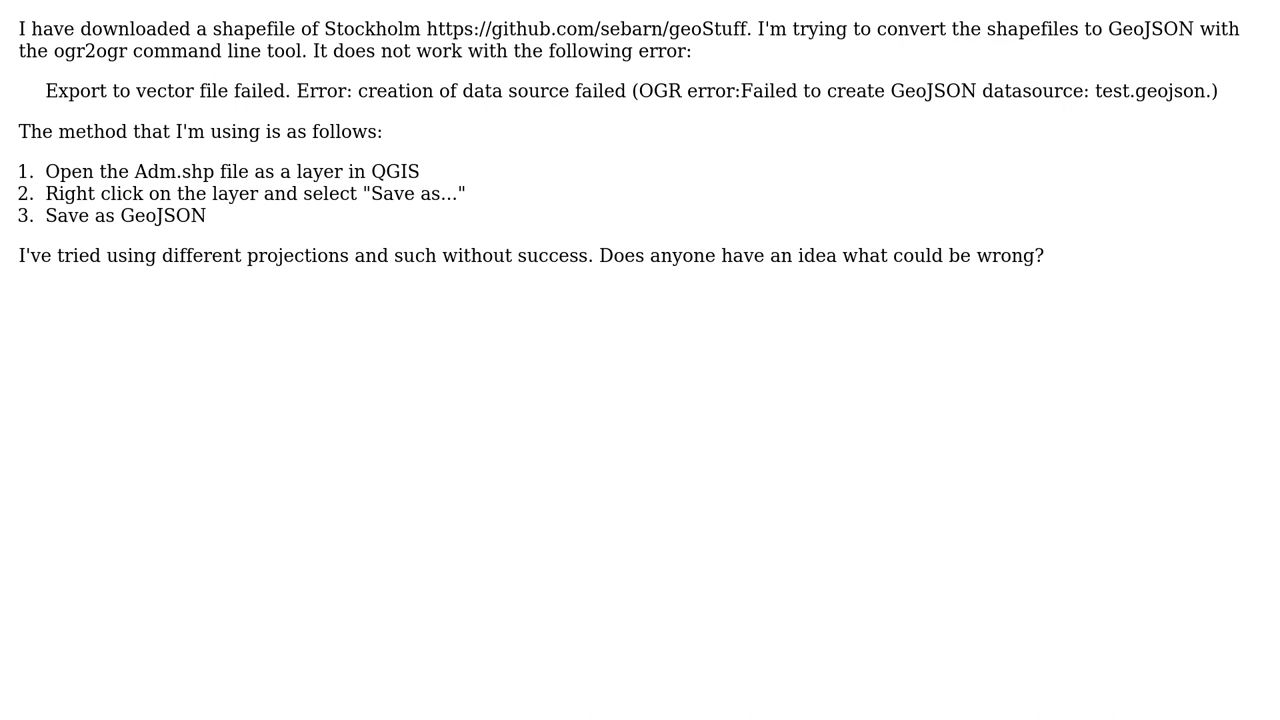 I have downloaded a shapefile of Stockholm https://github.com/sebarn/geoStuff. I'm trying to convert the shapefiles to GeoJSON with
the ogr2ogr command line tool. It does not work with the following error:
Export to vector file failed. Error: creation of data source failed (OGR error:Failed to create GeoJSON datasource: test.geojson.)
The method that I'm using is as follows:
1. Open the Adm.shp file as a layer in QGIS
2. Right click on the layer and select "Save as..."
3. Save as GeoJSON
I've tried using different projections and such without success. Does anyone have an idea what could be wrong?